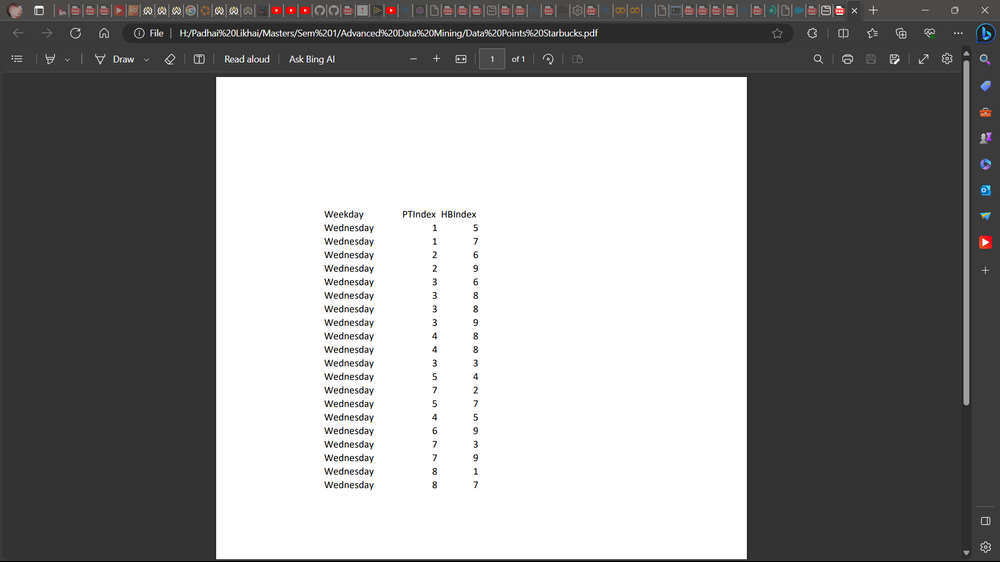 File H:/Padhai%20Likhai/Masters/Sem%201/Advanced%20Data%20Mining/Data%20Points%20Starbucks.pdf
Draw Read aloud Ask Bing AI 1 of 1
Weekday PTIndex HBIndex
Wednesday 1 5
Wednesday 1 7
Wednesday 2 6
Wednesday 2 9
Wednesday 3 6
Wednesday 3 8
Wednesday 3 8
Wednesday 3 9
Wednesday 4 8
Wednesday 4 8
Wednesday 3 3
Wednesday 5 4
Wednesday 7 2
Wednesday 5 7
Wednesday 4 5
Wednesday 6 9
Wednesday 7 3
Wednesday 7 9
Wednesday 8 1
Wednesday 8 7